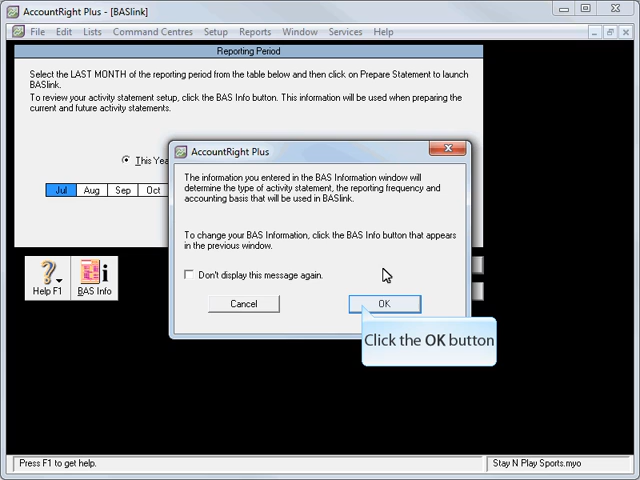 AccountRight Plus - [BASlink]
File Edit Lists Command Centres Setup Reports Window Services Help
Reporting Period
Select the LAST MONTH of the reporting period from the table below and then click on Prepare Statement to launch
BASlink.
To review your activity statement setup, click the BAS Info button. This information will be used when preparing the
current and future activity statements.
This Yea
Jul Aug Sep Oct
AccountRight Plus
The information you entered in the BAS Information window will
determine the type of activity statement, the reporting frequency and
accounting basis that will be used in BASlink.
To change your BAS Information, click the BAS Info button that appears
in the previous window.
Don't display this message again.
Cancel OK
Help F1 BAS Info
Click the OK button
Press F1 to get help. Stay N Play Sports.myo